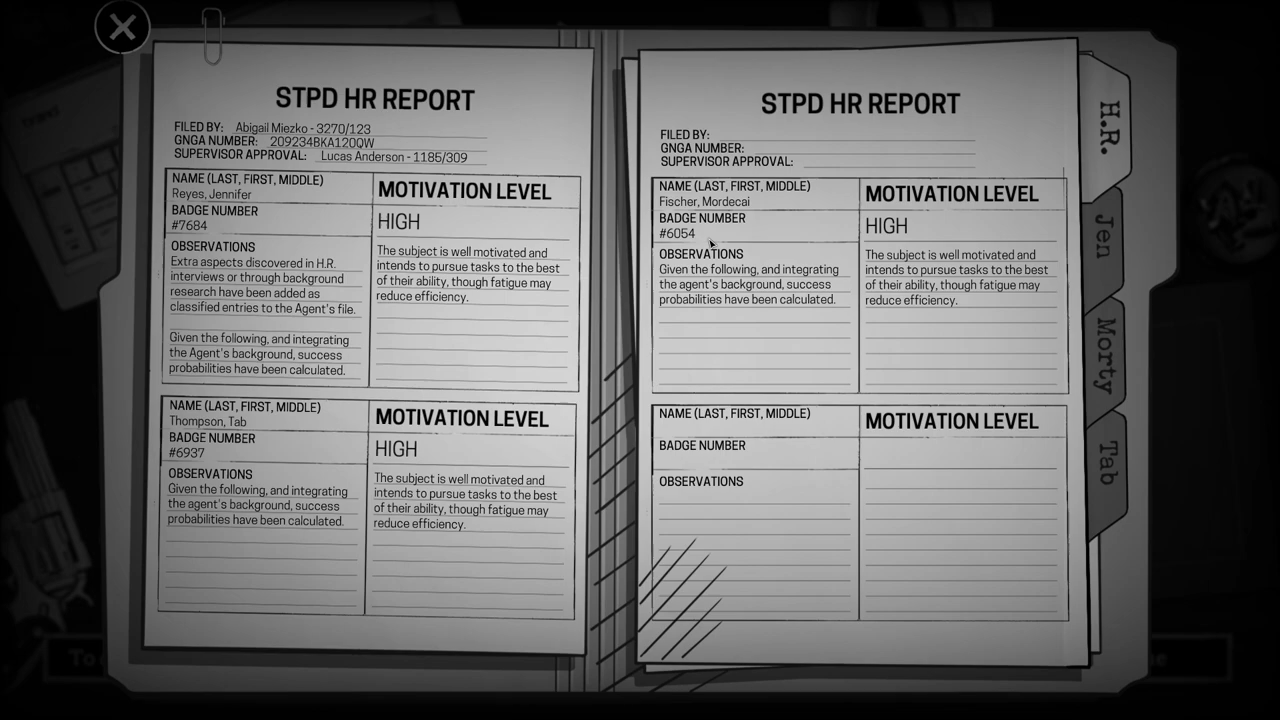 STPD HR REPORT
FILED BY: Abigail Miezko - 3270/123
GNGA NUMBER: 209234BKA120QW
SUPERVISOR APPROVAL: Lucas Anderson - 1185/309
NAME (LAST, FIRST, MIDDLE)
Reyes, Jennifer
BADGE NUMBER
#7684
OBSERVATIONS
Extra aspects discovered in H.R.
interviews or through background
research have been added as
classified entries to the Agent's file.
Given the following, and integrating
the Agent's background, success
probabilities have been calculated.
MOTIVATION LEVEL
HIGH
The subject is well motivated and
intends to pursue tasks to the best
of their ability, though fatigue may
reduce efficiency.
NAME (LAST, FIRST, MIDDLE)
Thompson, Tab
BADGE NUMBER
#6937
OBSERVATIONS
Given the following, and integrating
the agent's background, success
probabilities have been calculated.
MOTIVATION LEVEL
HIGH
The subject is well motivated and
intends to pursue tasks to the best
of their ability, though fatigue may
reduce efficiency.
STPD HR REPORT
FILED BY:
GNGA NUMBER:
SUPERVISOR APPROVAL:
NAME (LAST, FIRST, MIDDLE)
Fischer, Mordecai
BADGE NUMBER
#6054
OBSERVATIONS
Given the following, and integrating
the agent's background, success
probabilities have been calculated.
MOTIVATION LEVEL
HIGH
The subject is well motivated and
intends to pursue tasks to the best
of their ability, though fatigue may
reduce efficiency.
NAME (LAST, FIRST, MIDDLE)
BADGE NUMBER
OBSERVATIONS
MOTIVATION LEVEL
H.R.
Jen
Morty
Tab